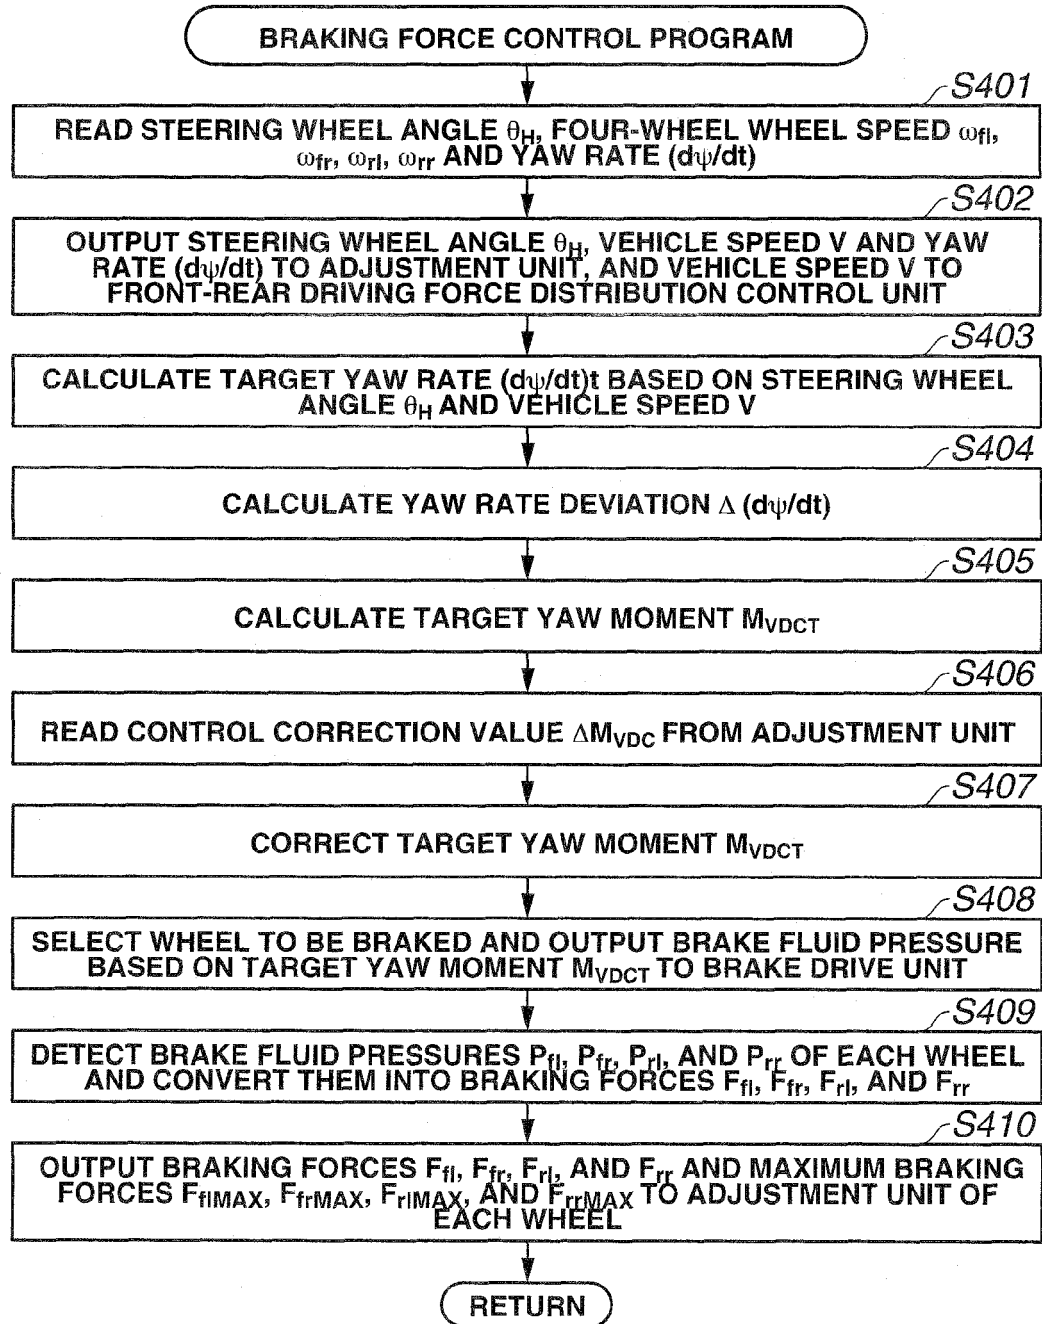 BRAKING FORCE CONTROL PROGRAM
S401
READ STEERING WHEEL ANGLE θH, FOUR-WHEEL WHEEL SPEED ωfl,
ωfr, ωrl, ωrr AND YAW RATE (dψ/dt)
S402
OUTPUT STEERING WHEEL ANGLE θH, VEHICLE SPEED V AND YAW
RATE (dψ/dt) TO ADJUSTMENT UNIT, AND VEHICLE SPEED V TO
FRONT-REAR DRIVING FORCE DISTRIBUTION CONTROL UNIT
S403
CALCULATE TARGET YAW RATE (dψ/dt)t BASED ON STEERING WHEEL
ANGLE θH AND VEHICLE SPEED V
S404
CALCULATE YAW RATE DEVIATION Δ (dψ/dt)
S405
CALCULATE TARGET YAW MOMENT MVDCT
S406
READ CONTROL CORRECTION VALUE ΔMVDC FROM ADJUSTMENT UNIT
S407
CORRECT TARGET YAW MOMENT MVDCT
S408
SELECT WHEEL TO BE BRAKED AND OUTPUT BRAKE FLUID PRESSURE
BASED ON TARGET YAW MOMENT MVDCT TO BRAKE DRIVE UNIT
S409
DETECT BRAKE FLUID PRESSURES Pfl, Pfr, Prl, AND Prr OF EACH WHEEL
AND CONVERT THEM INTO BRAKING FORCES Ffl, Ffr, Frl, AND Frr
S410
OUTPUT BRAKING FORCES Ffl, Ffr, Frl, AND Frr AND MAXIMUM BRAKING
FORCES FflMAX, FfrMAX, FrlMAX, AND FrrMAX TO ADJUSTMENT UNIT OF
EACH WHEEL
RETURN